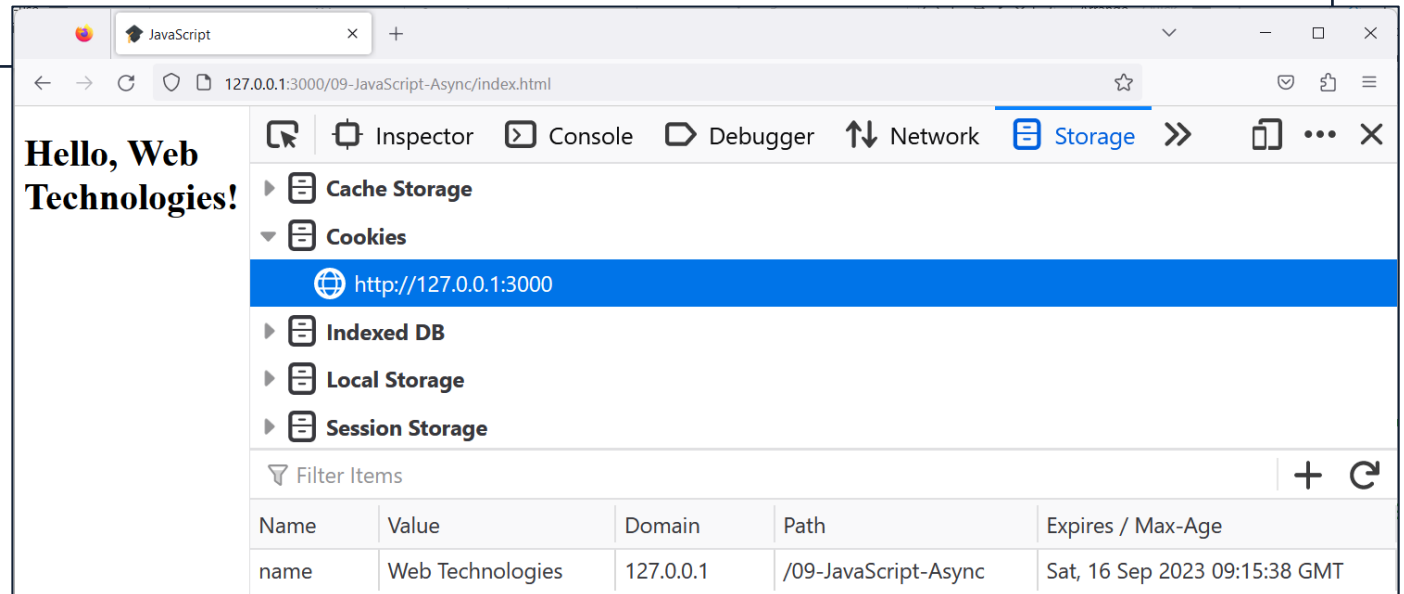 JavaScript
127.0.0.1:3000/09-JavaScript-Async/index.html
Hello, Web
Technologies!
Inspector Console Debugger Network Storage
Cache Storage
Cookies
http://127.0.0.1:3000
Indexed DB
Local Storage
Session Storage
Filter Items
Name Value Domain Path Expires / Max-Age
name Web Technologies 127.0.0.1 /09-JavaScript-Async Sat, 16 Sep 2023 09:15:38 GMT